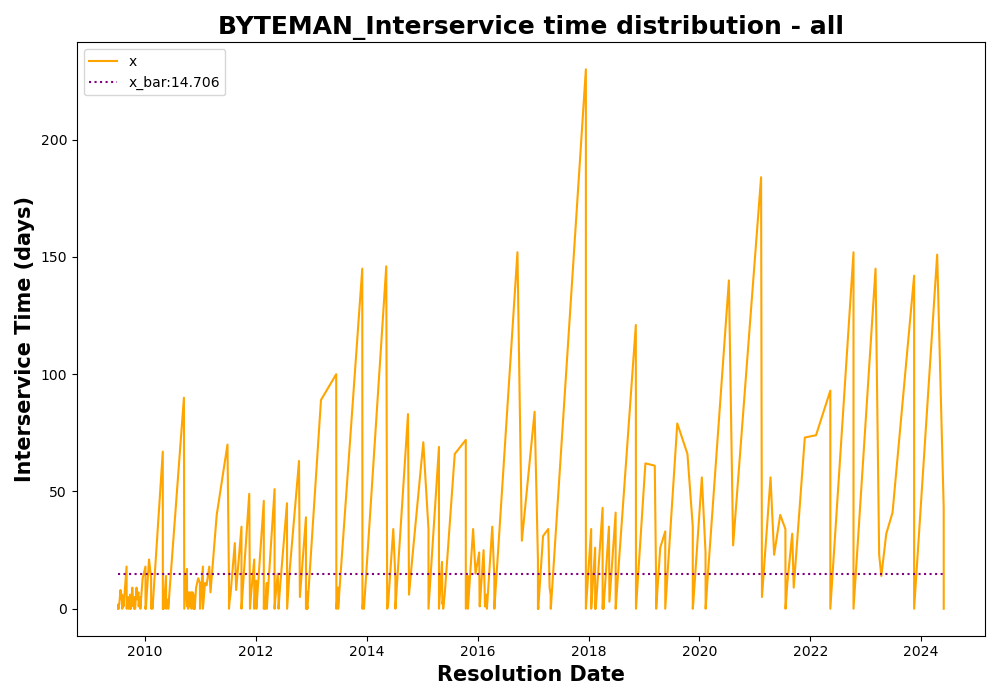 BYTEMAN_Interservice time distribution - all
x
x_bar:14.706
Interservice Time (days)
200
150
100
50
0
2010 2012 2014 2016 2018 2020 2022 2024
Resolution Date